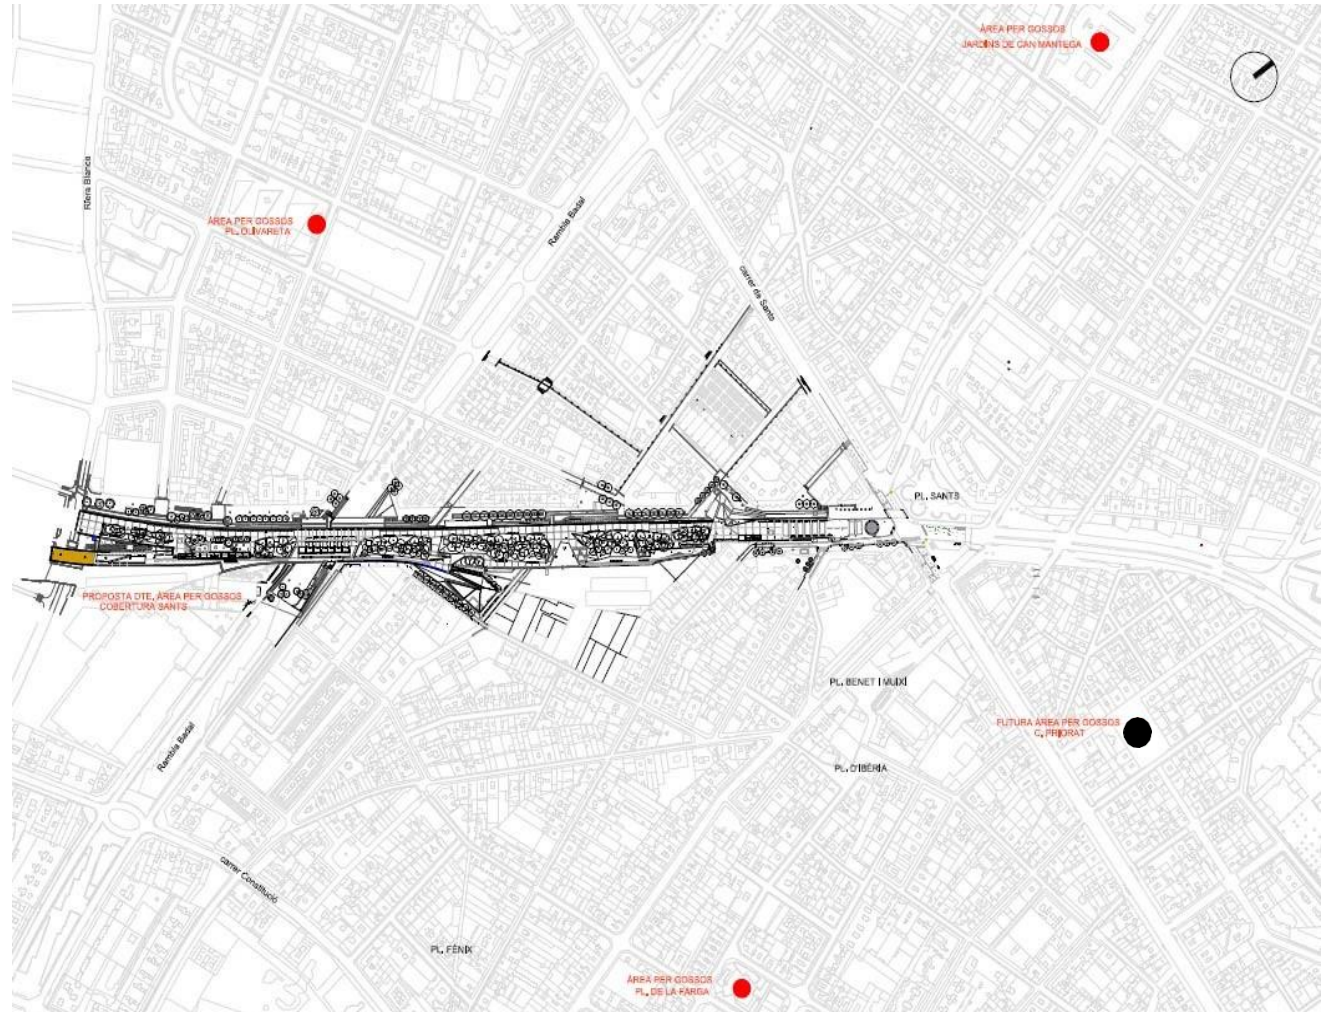 ÀREA PER GOSSOS
JARDINS DE CAN MANTEGA
Riera Blanca
ÀREA PER GOSSOS
PL. OLIVARETA
Rambla Badal
carrer de Sants
PL. SANTS
PROPOSTA DTE. ÀREA PER GOSSOS
COBERTURA SANTS
PL. BENET I MUIXÍ
FUTURA ÀREA PER GOSSOS
C. PRIORAT
Rambla Badal
PL. D'IBÈRIA
carrer Constitució
PL. FÈNIX
ÀREA PER GOSSOS
PL. DE LA FARGA